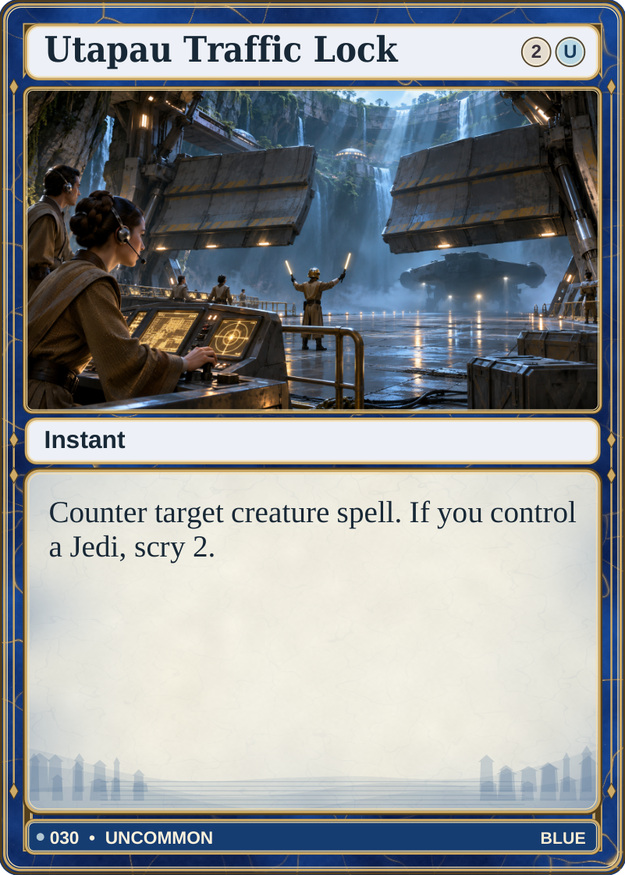 Utapau Traffic Lock 2 U
Instant
Counter target creature spell. If you control
a Jedi, scry 2.
030 • UNCOMMON BLUE